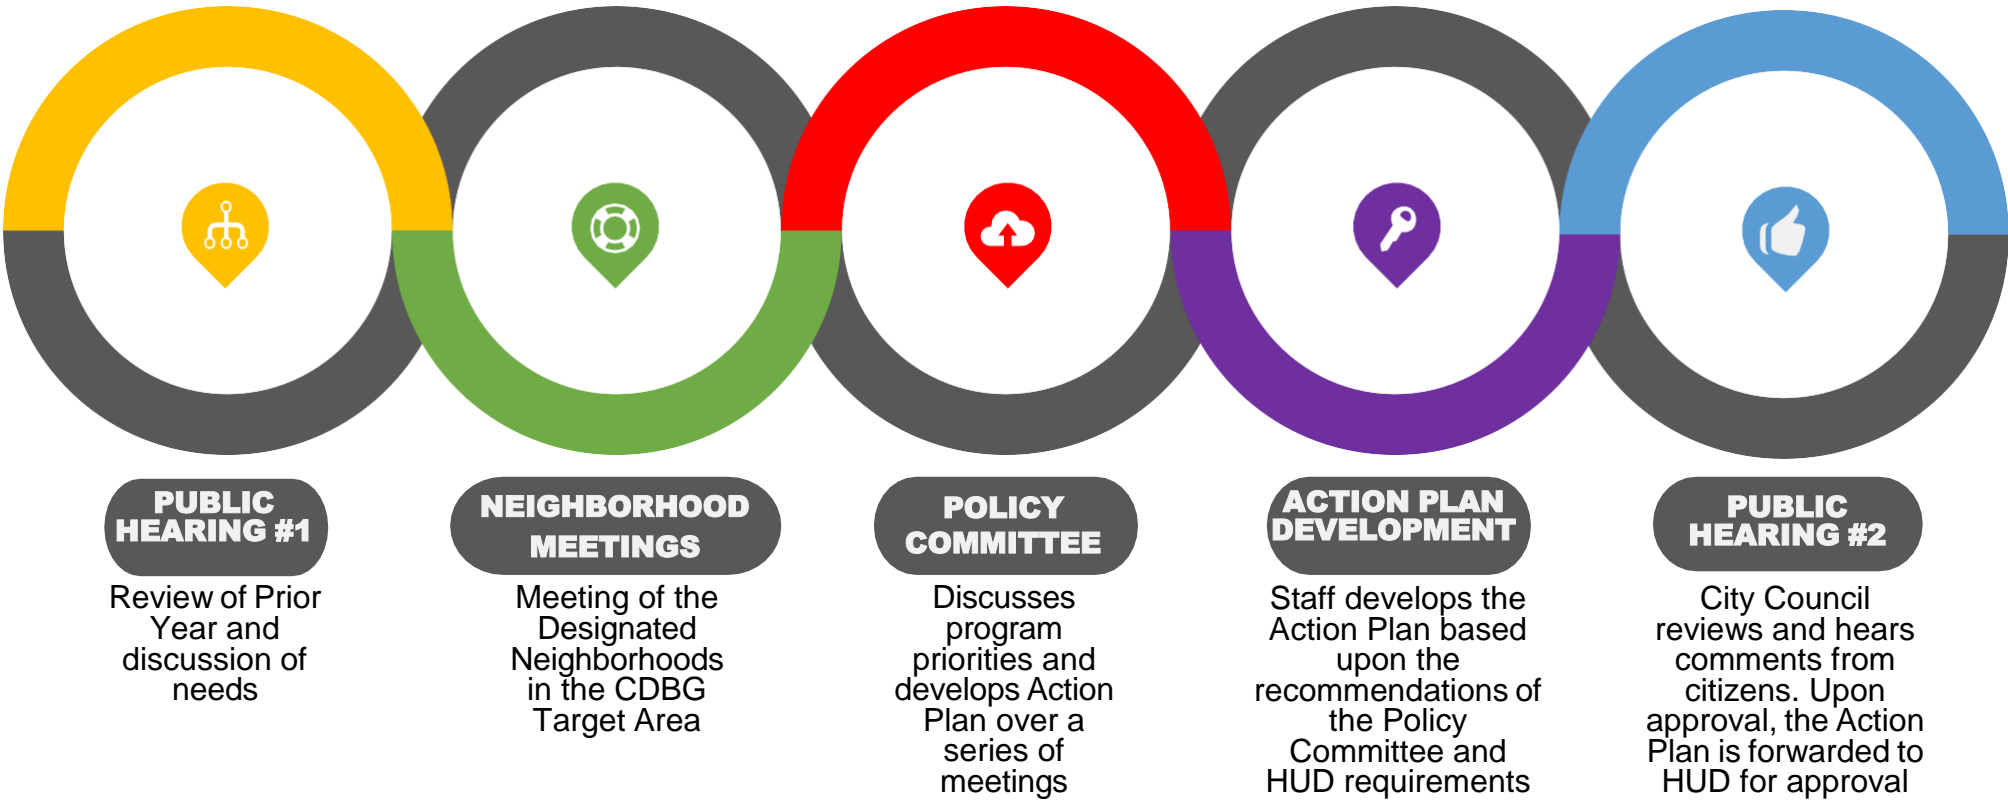 PUBLIC
HEARING #1
Review of Prior
Year and
discussion of
needs
NEIGHBORHOOD
MEETINGS
Meeting of the
Designated
Neighborhoods
in the CDBG
Target Area
POLICY
COMMITTEE
Discusses
program
priorities and
develops Action
Plan over a
series of
meetings
ACTION PLAN
DEVELOPMENT
Staff develops the
Action Plan based
upon the
recommendations of
the Policy
Committee and
HUD requirements
PUBLIC
HEARING #2
City Council
reviews and hears
comments from
citizens. Upon
approval, the Action
Plan is forwarded to
HUD for approval